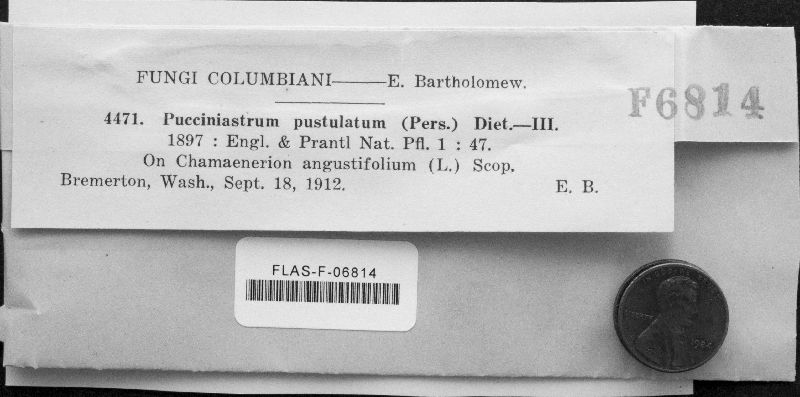 FUNGI COLUMBIANI——E. Bartholomew.
4471. Pucciniastrum pustulatum (Pers.) Diet.—III.
1897 : Engl. & Prantl Nat. Pfl. 1 : 47.
On Chamaenerion angustifolium (L.) Scop.
Bremerton, Wash., Sept. 18, 1912. E. B.
F6814
FLAS-F-06814
LIBERTY